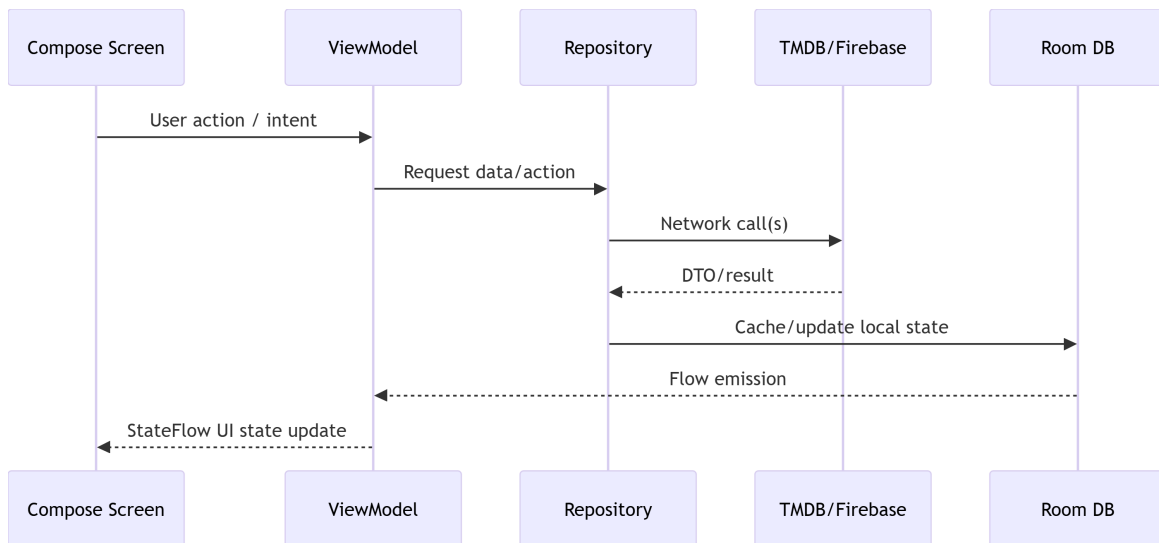 Compose Screen
ViewModel
Repository
TMDB/Firebase
Room DB
User action / intent
Request data/action
Network call(s)
DTO/result
Cache/update local state
Flow emission
StateFlow UI state update
Compose Screen
ViewModel
Repository
TMDB/Firebase
Room DB